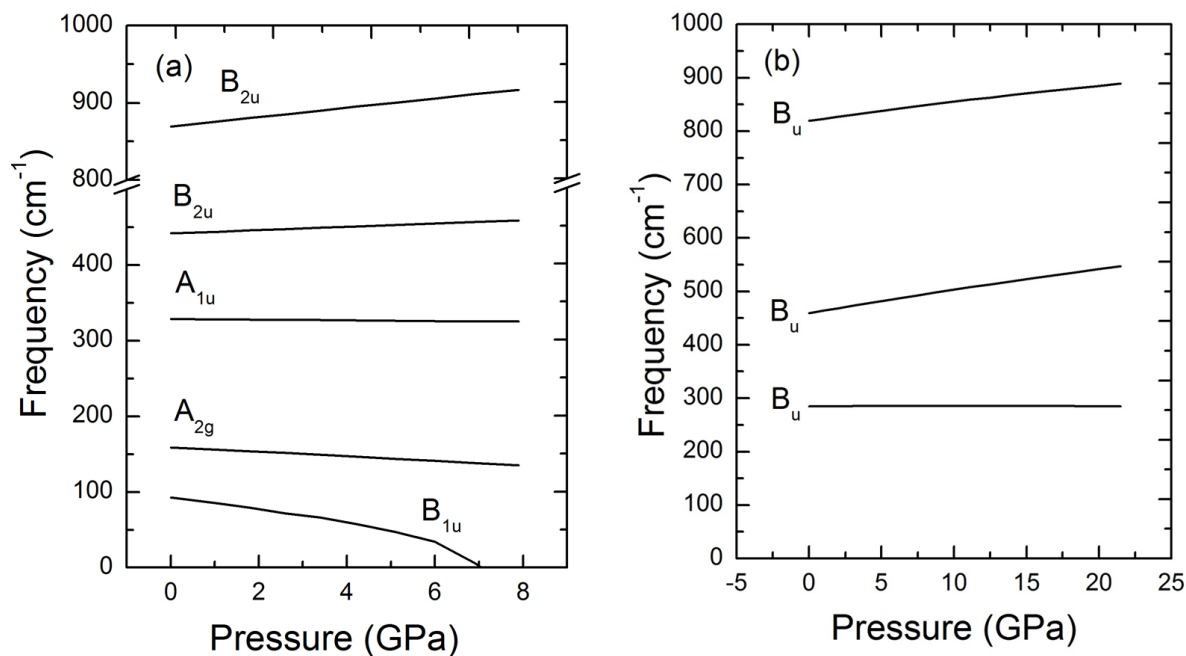 (a)
1000
900
800
400
300
200
100
0
Frequency (cm⁻¹)
B₂ᵤ
B₂ᵤ
A₁ᵤ
A₂g
B₁ᵤ
0 2 4 6 8
Pressure (GPa)
(b)
1000
900
800
700
600
500
400
300
200
100
0
Frequency (cm⁻¹)
Bᵤ
Bᵤ
Bᵤ
-5 0 5 10 15 20 25
Pressure (GPa)